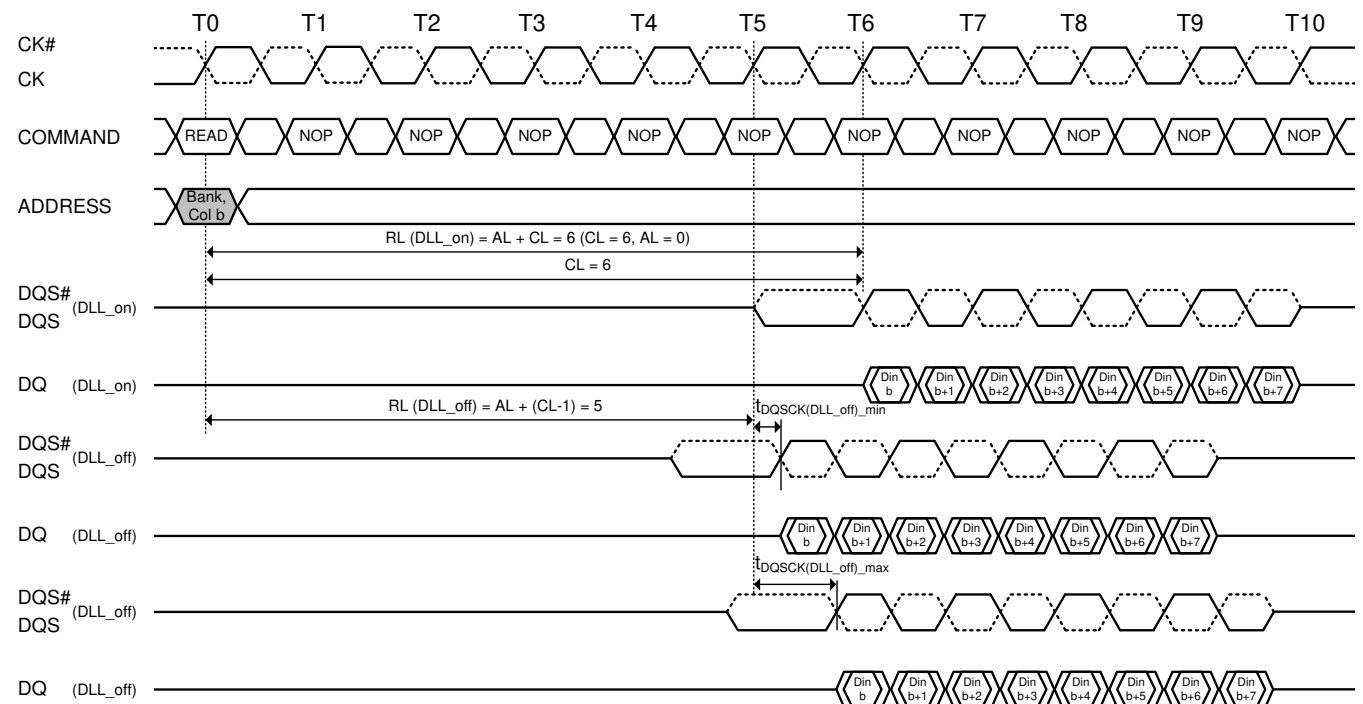 T0 T1 T2 T3 T4 T5 T6 T7 T8 T9 T10
CK#
CK
COMMAND READ NOP NOP NOP NOP NOP NOP NOP NOP NOP NOP
ADDRESS
Bank,
Col b
RL (DLL_on) = AL + CL = 6 (CL = 6, AL = 0)
CL = 6
DQS#
(DLL_on)
DQS
DQ (DLL_on)
Din Din Din Din Din Din Din Din
b b+1 b+2 b+3 b+4 b+5 b+6 b+7
RL (DLL_off) = AL + (CL-1) = 5
tDQSCK(DLL_off)_min
DQS#
(DLL_off)
DQS
DQ (DLL_off)
Din Din Din Din Din Din Din Din
b b+1 b+2 b+3 b+4 b+5 b+6 b+7
tDQSCK(DLL_off)_max
DQS#
(DLL_off)
DQS
DQ (DLL_off)
Din Din Din Din Din Din Din Din
b b+1 b+2 b+3 b+4 b+5 b+6 b+7